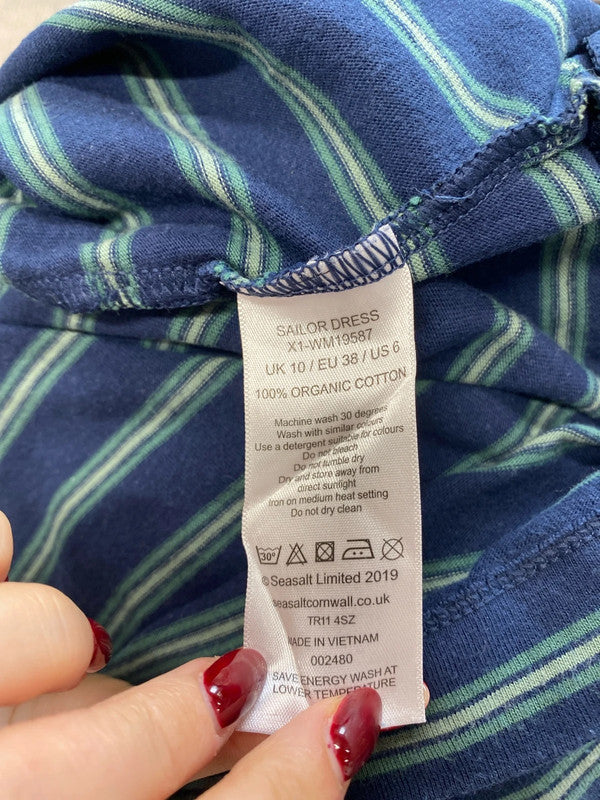 SAILOR DRESS
X1-WM19587
UK 10 / EU 38 / US 6
100% ORGANIC COTTON
Machine wash 30 degrees
Wash with similar colours
Use a detergent suitable for colours
Do not bleach
Do not tumble dry
Dry and store away from
direct sunlight
Iron on medium heat setting
Do not dry clean
30°
©Seasalt Limited 2019
seasaltcornwall.co.uk
TR11 4SZ
MADE IN VIETNAM
002480
SAVE ENERGY WASH AT
LOWER TEMPERATURE